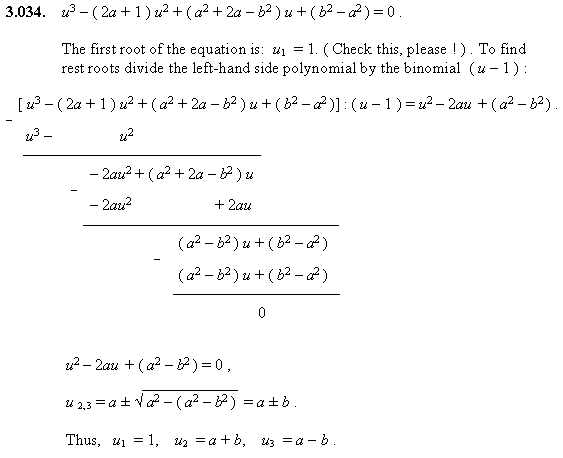 3.034. u³ – ( 2a + 1 ) u² + ( a² + 2a – b² ) u + ( b² – a² ) = 0 .
The first root of the equation is: u₁ = 1. ( Check this, please ! ) . To find
rest roots divide the left-hand side polynomial by the binomial ( u – 1 ) :
[ u³ – ( 2a + 1 ) u² + ( a² + 2a – b² ) u + ( b² – a² )] : ( u – 1 ) = u² – 2au + ( a² – b² ) .
–
u³ – u²
– 2au² + ( a² + 2a – b² ) u
–
– 2au² + 2au
( a² – b² ) u + ( b² – a² )
–
( a² – b² ) u + ( b² – a² )
0
u² – 2au + ( a² – b² ) = 0 ,
u ₂,₃ = a ± √a² – ( a² – b² ) = a ± b .
Thus, u₁ = 1, u₂ = a + b, u₃ = a – b .